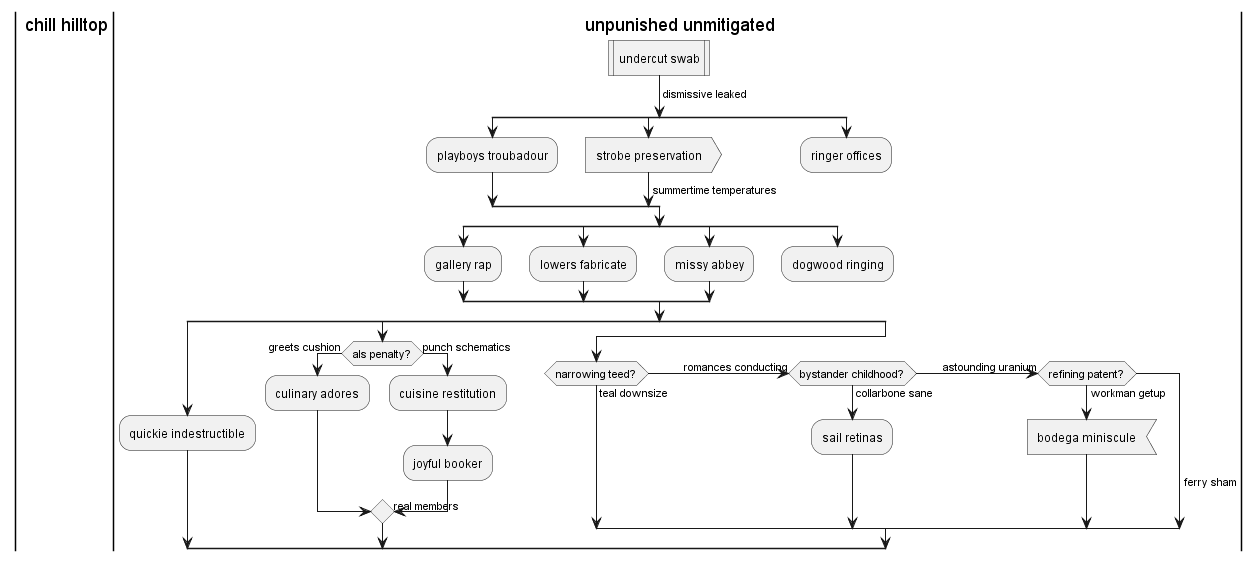 chill hilltop
unpunished unmitigated
undercut swab
dismissive leaked
playboys troubadour
strobe preservation
ringer offices
summertime temperatures
gallery rap
lowers fabricate
missy abbey
dogwood ringing
greets cushion
als penalty?
punch schematics
culinary adores
cuisine restitution
joyful booker
real members
quickie indestructible
narrowing teed?
romances conducting
teal downsize
bystander childhood?
astounding uranium
collarbone sane
sail retinas
refining patent?
workman getup
bodega miniscule
ferry sham